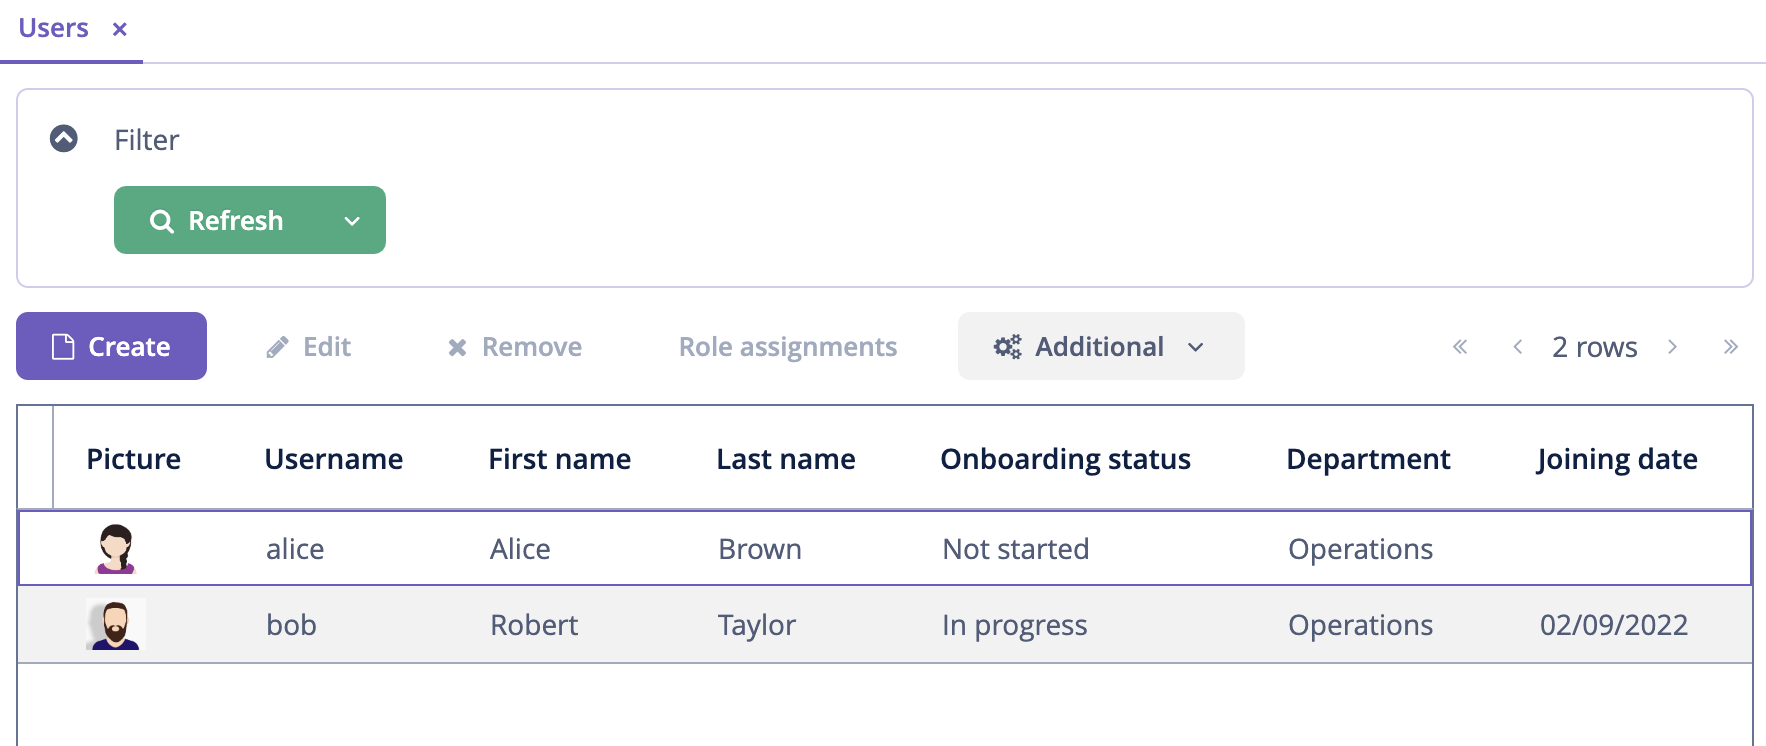 Users
Filter
Refresh
Create Edit Remove Role assignments Additional 2 rows
Picture Username First name Last name Onboarding status Department Joining date
alice Alice Brown Not started Operations
bob Robert Taylor In progress Operations 02/09/2022